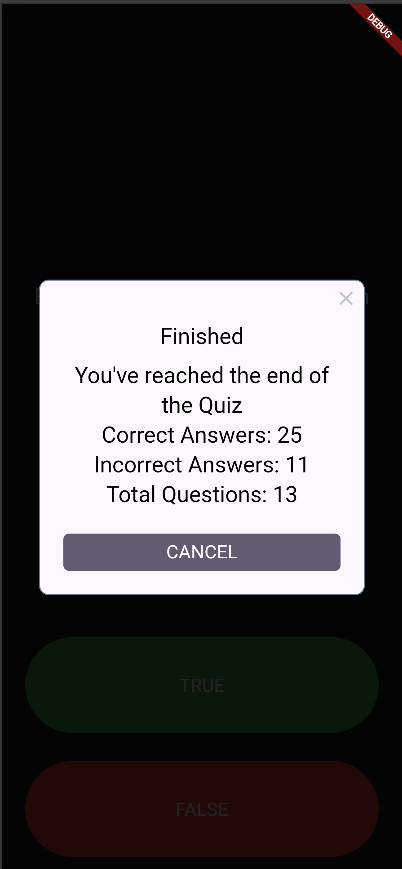 DEBUG
Finished
You've reached the end of
the Quiz
Correct Answers: 25
Incorrect Answers: 11
Total Questions: 13
CANCEL
TRUE
FALSE